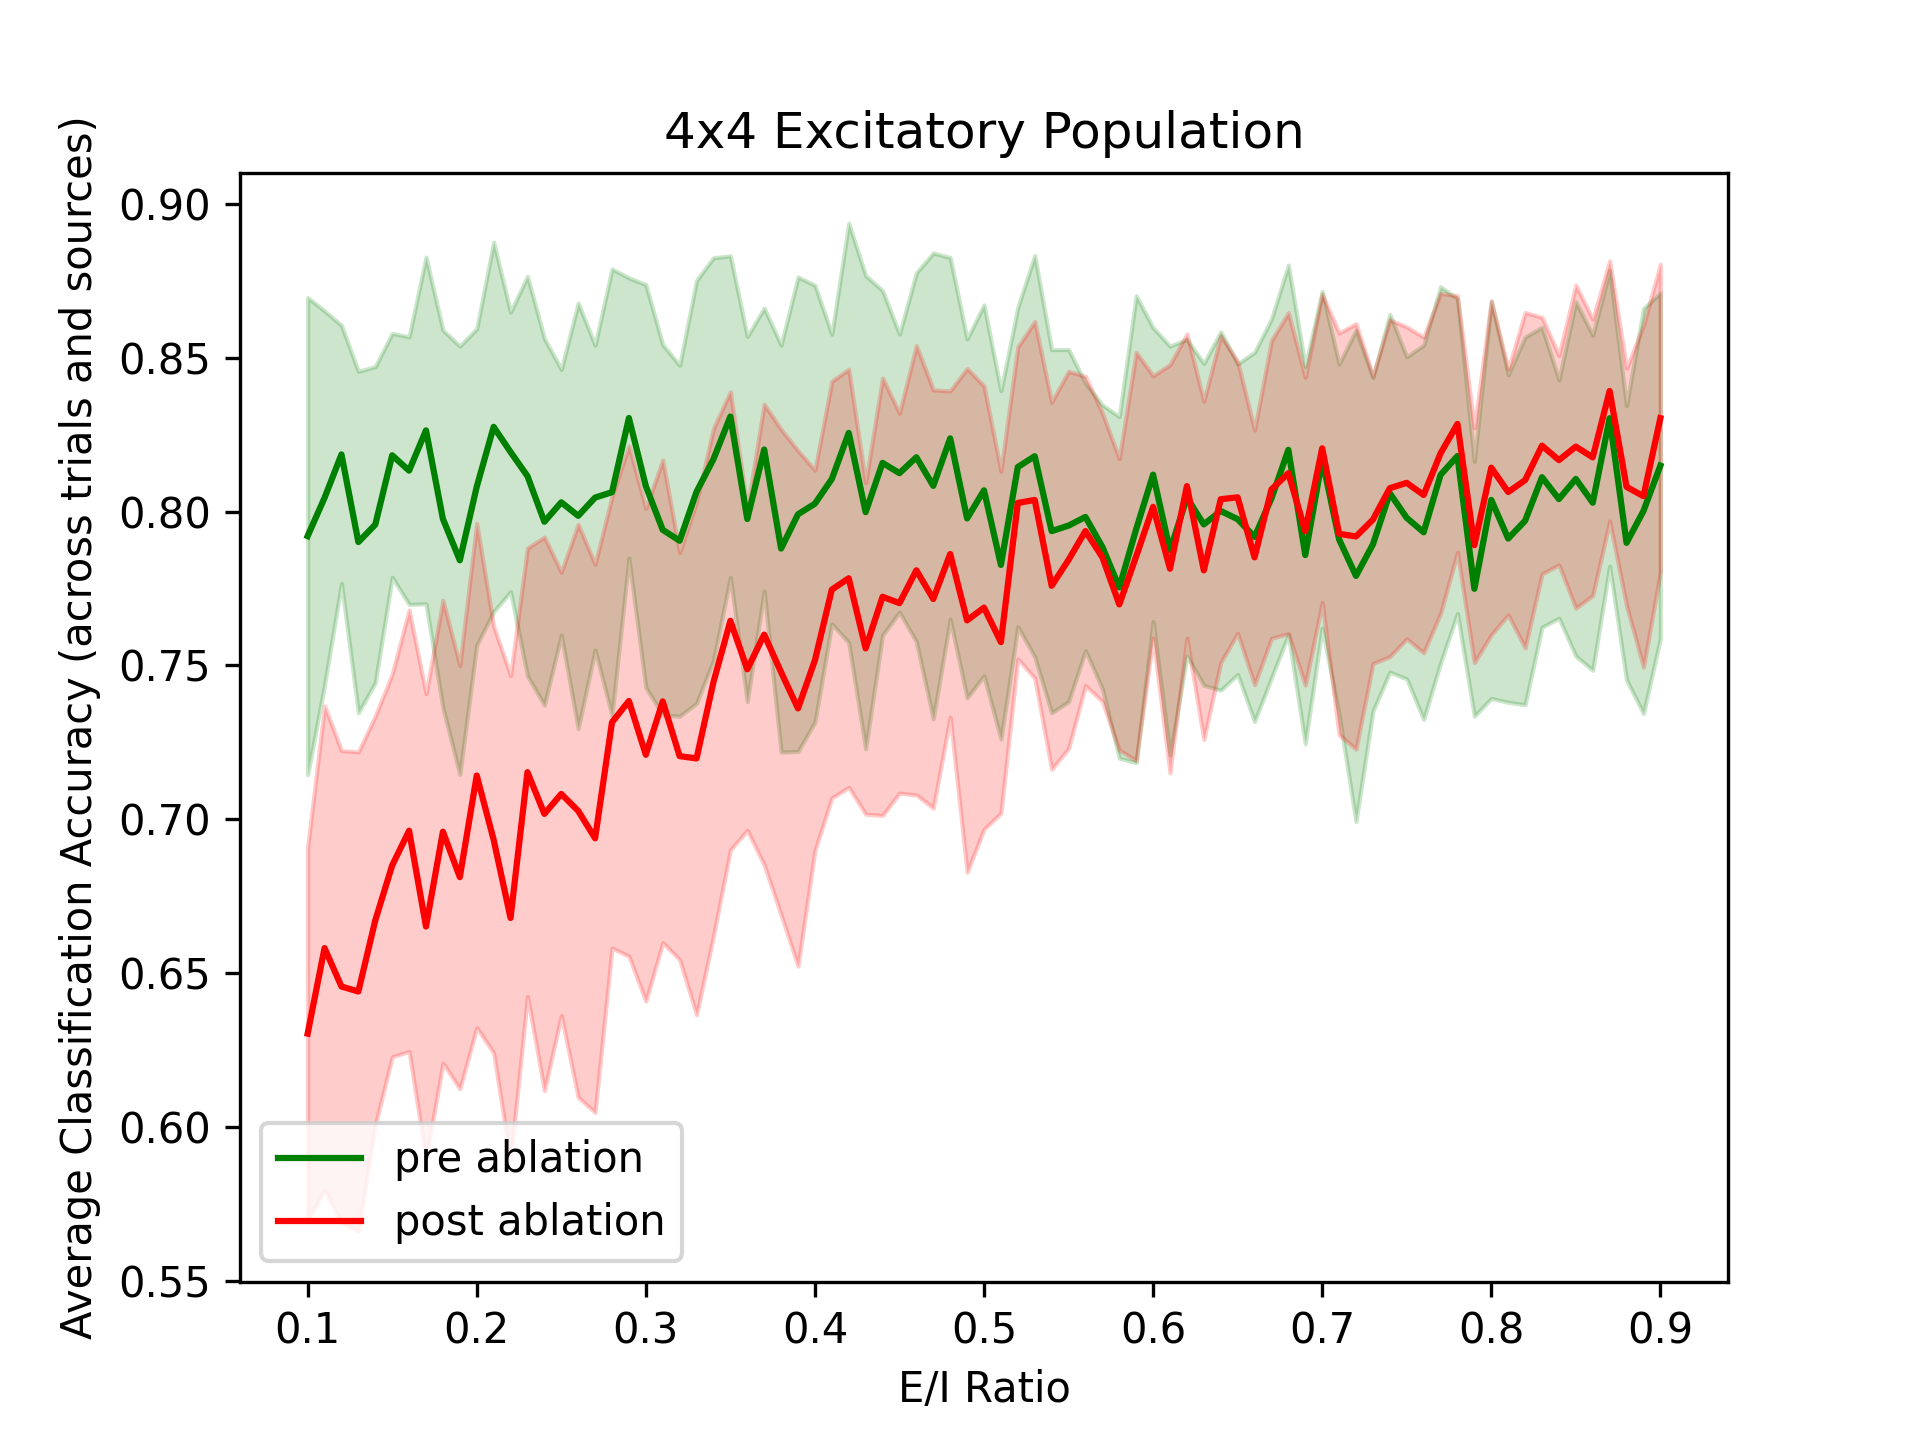 4x4 Excitatory Population
Average Classification Accuracy (across trials and sources)
0.90
0.85
0.80
0.75
0.70
0.65
0.60
0.55
pre ablation
post ablation
0.1 0.2 0.3 0.4 0.5 0.6 0.7 0.8 0.9
E/I Ratio